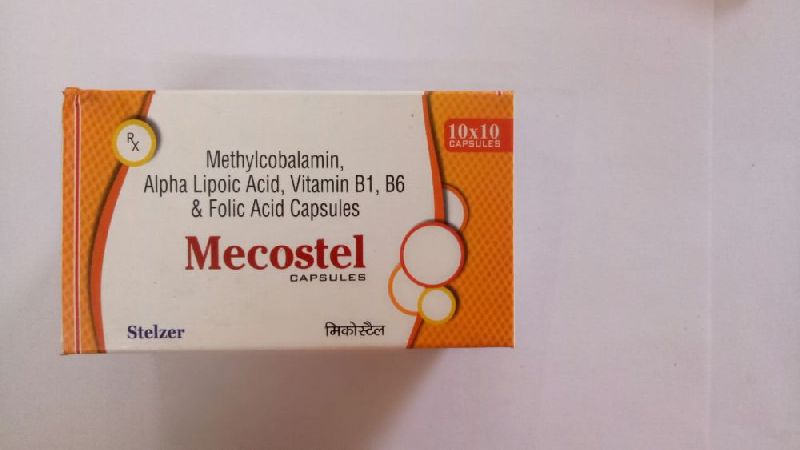 Rx
10x10
CAPSULES
Methylcobalamin,
Alpha Lipoic Acid, Vitamin B1, B6
& Folic Acid Capsules
Mecostel
CAPSULES
Stelzer
मिकोस्टैल